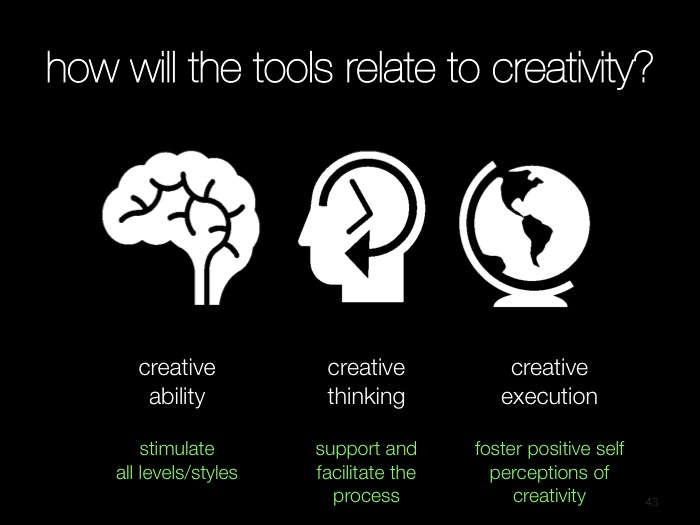 how will the tools relate to creativity?
creative
ability
creative
thinking
creative
execution
stimulate
all levels/styles
support and
facilitate the
process
foster positive self
perceptions of
creativity
43